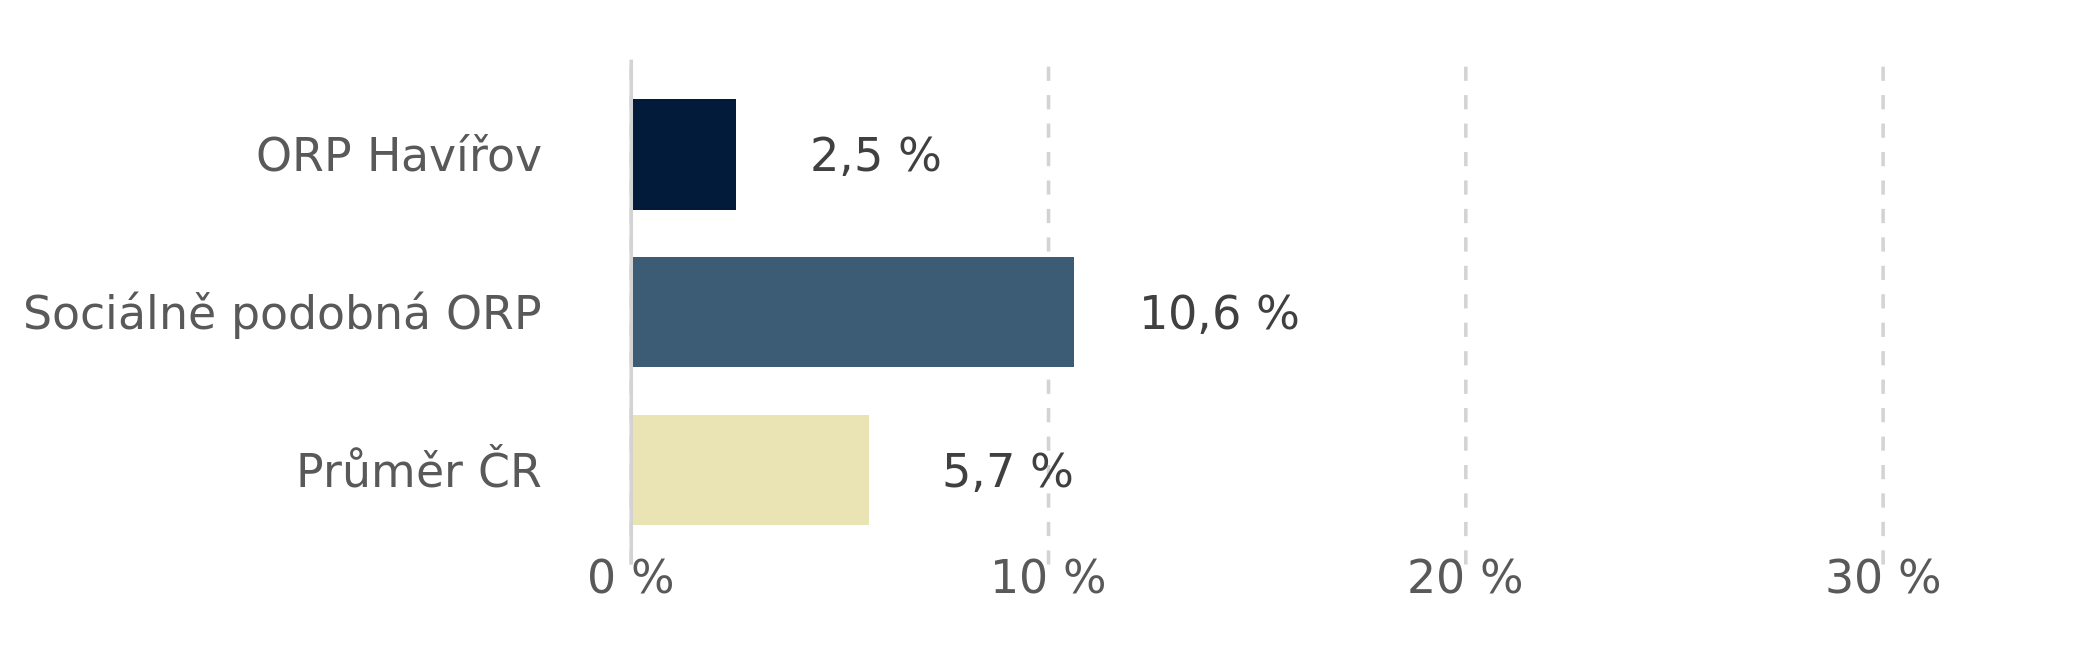 ORP Havířov
2,5 %
Sociálně podobná ORP
10,6 %
Průměr ČR
5,7 %
0 %
10 %
20 %
30 %